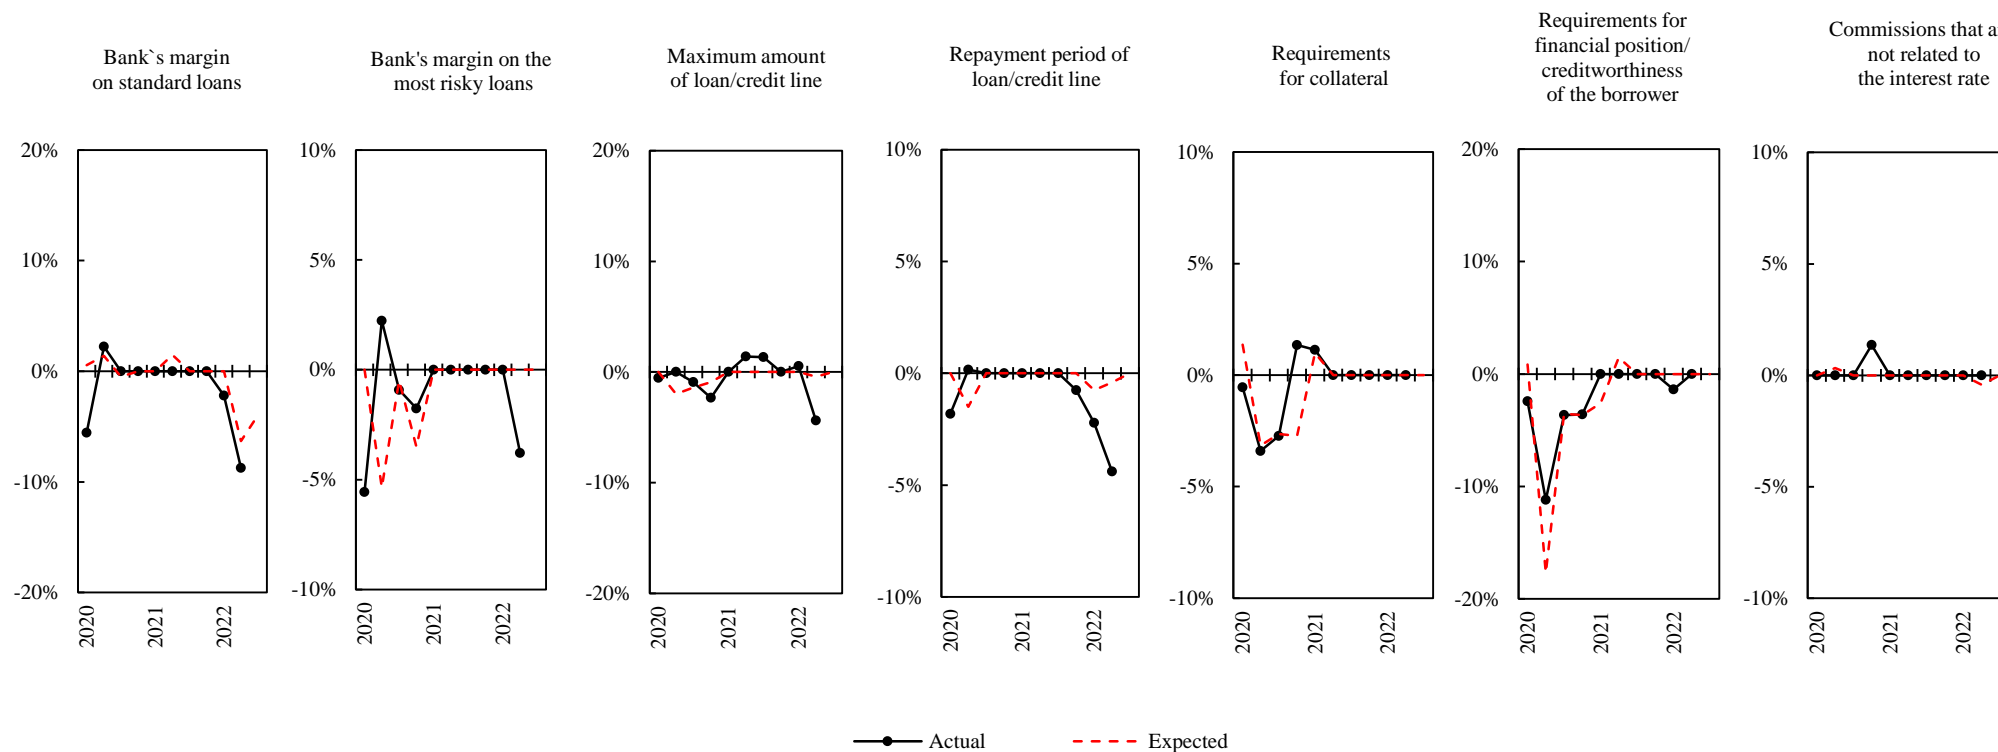 Bank`s margin
on standard loans
20%
10%
0%
-10%
-20%
2020
2021
2022
Bank's margin on the
most risky loans
10%
5%
0%
-5%
-10%
2020
2021
2022
Maximum amount
of loan/credit line
20%
10%
0%
-10%
-20%
2020
2021
2022
Repayment period of
loan/credit line
10%
5%
0%
-5%
-10%
2020
2021
2022
Requirements
for collateral
10%
5%
0%
-5%
-10%
2020
2021
2022
Requirements for
financial position/
creditworthiness
of the borrower
20%
10%
0%
-10%
-20%
2020
2021
2022
Commissions that a
not related to
the interest rate
10%
5%
0%
-5%
-10%
2020
2021
2022
Actual
Expected